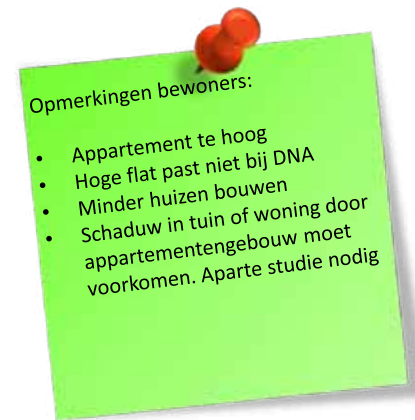 Opmerkingen bewoners:
• Appartement te hoog
• Hoge flat past niet bij DNA
• Minder huizen bouwen
• Schaduw in tuin of woning door
appartementengebouw moet
voorkomen. Aparte studie nodig